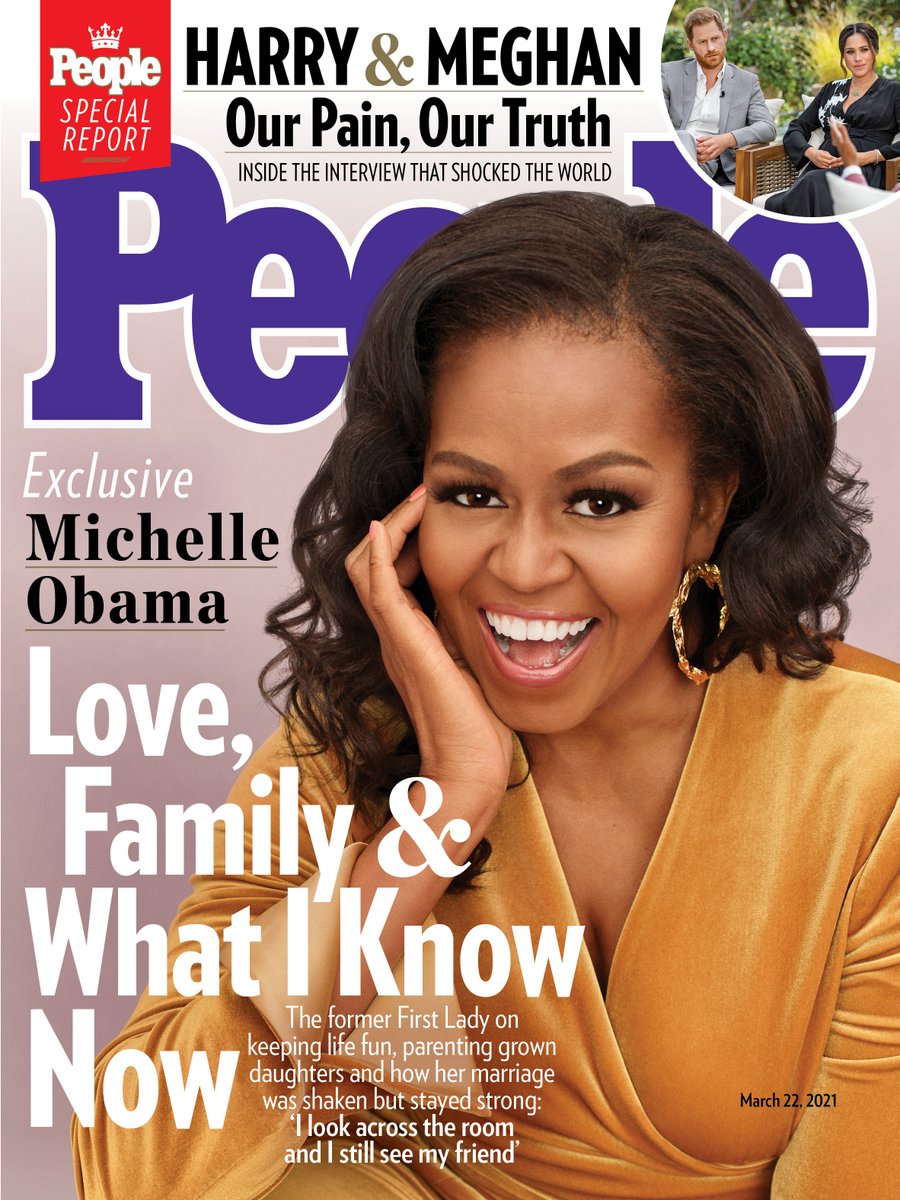 People
SPECIAL
REPORT
HARRY & MEGHAN
Our Pain, Our Truth
INSIDE THE INTERVIEW THAT SHOCKED THE WORLD
People
Exclusive
Michelle
Obama
Love,
Family &
What I Know
Now
The former First Lady on
keeping life fun, parenting grown
daughters and how her marriage
was shaken but stayed strong:
‘I look across the room
and I still see my friend’
March 22, 2021